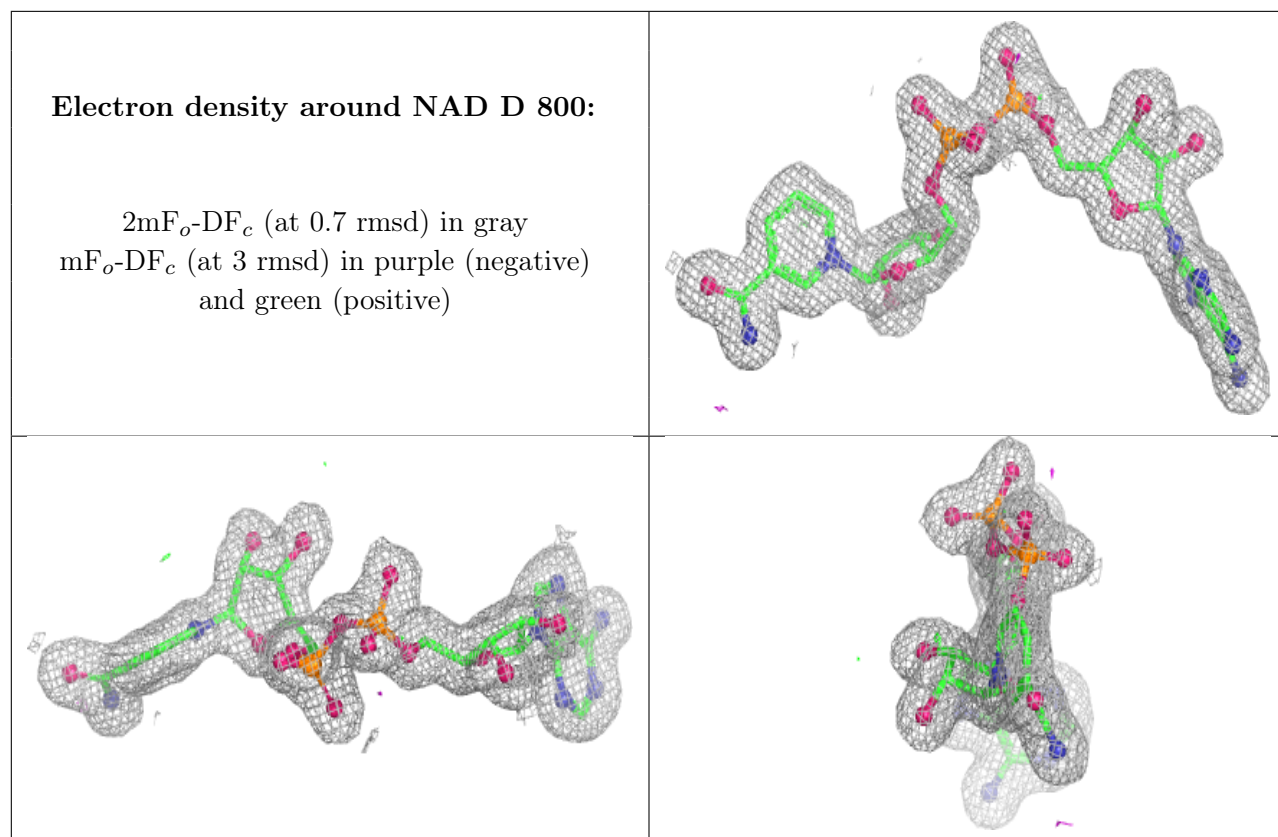 Electron density around NAD D 800:
2mFₒ-DF𝒸 (at 0.7 rmsd) in gray
mFₒ-DF𝒸 (at 3 rmsd) in purple (negative)
and green (positive)